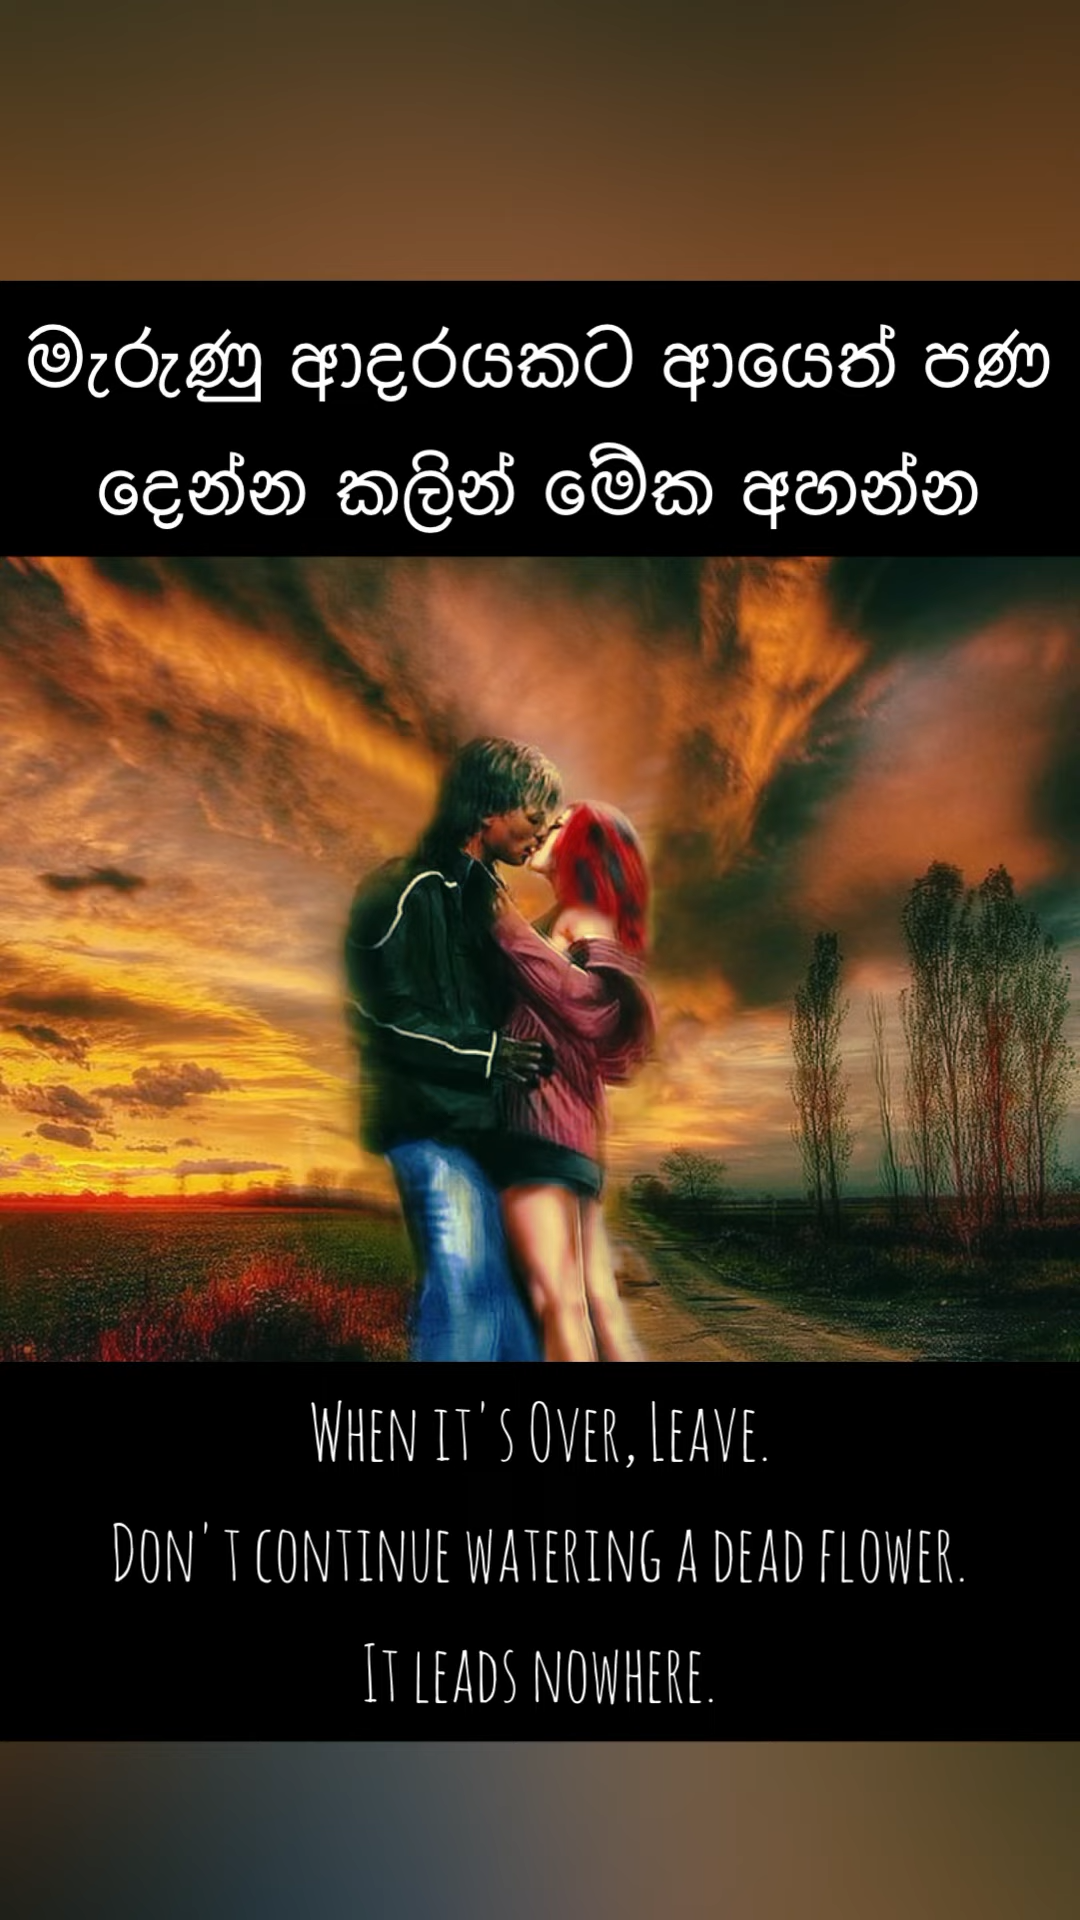 මැරුණු ආදරයකට ආයෙත් පණ
දෙන්න කලින් මේක අහන්න
When it's Over, Leave.
Don't continue watering a dead flower.
It leads nowhere.